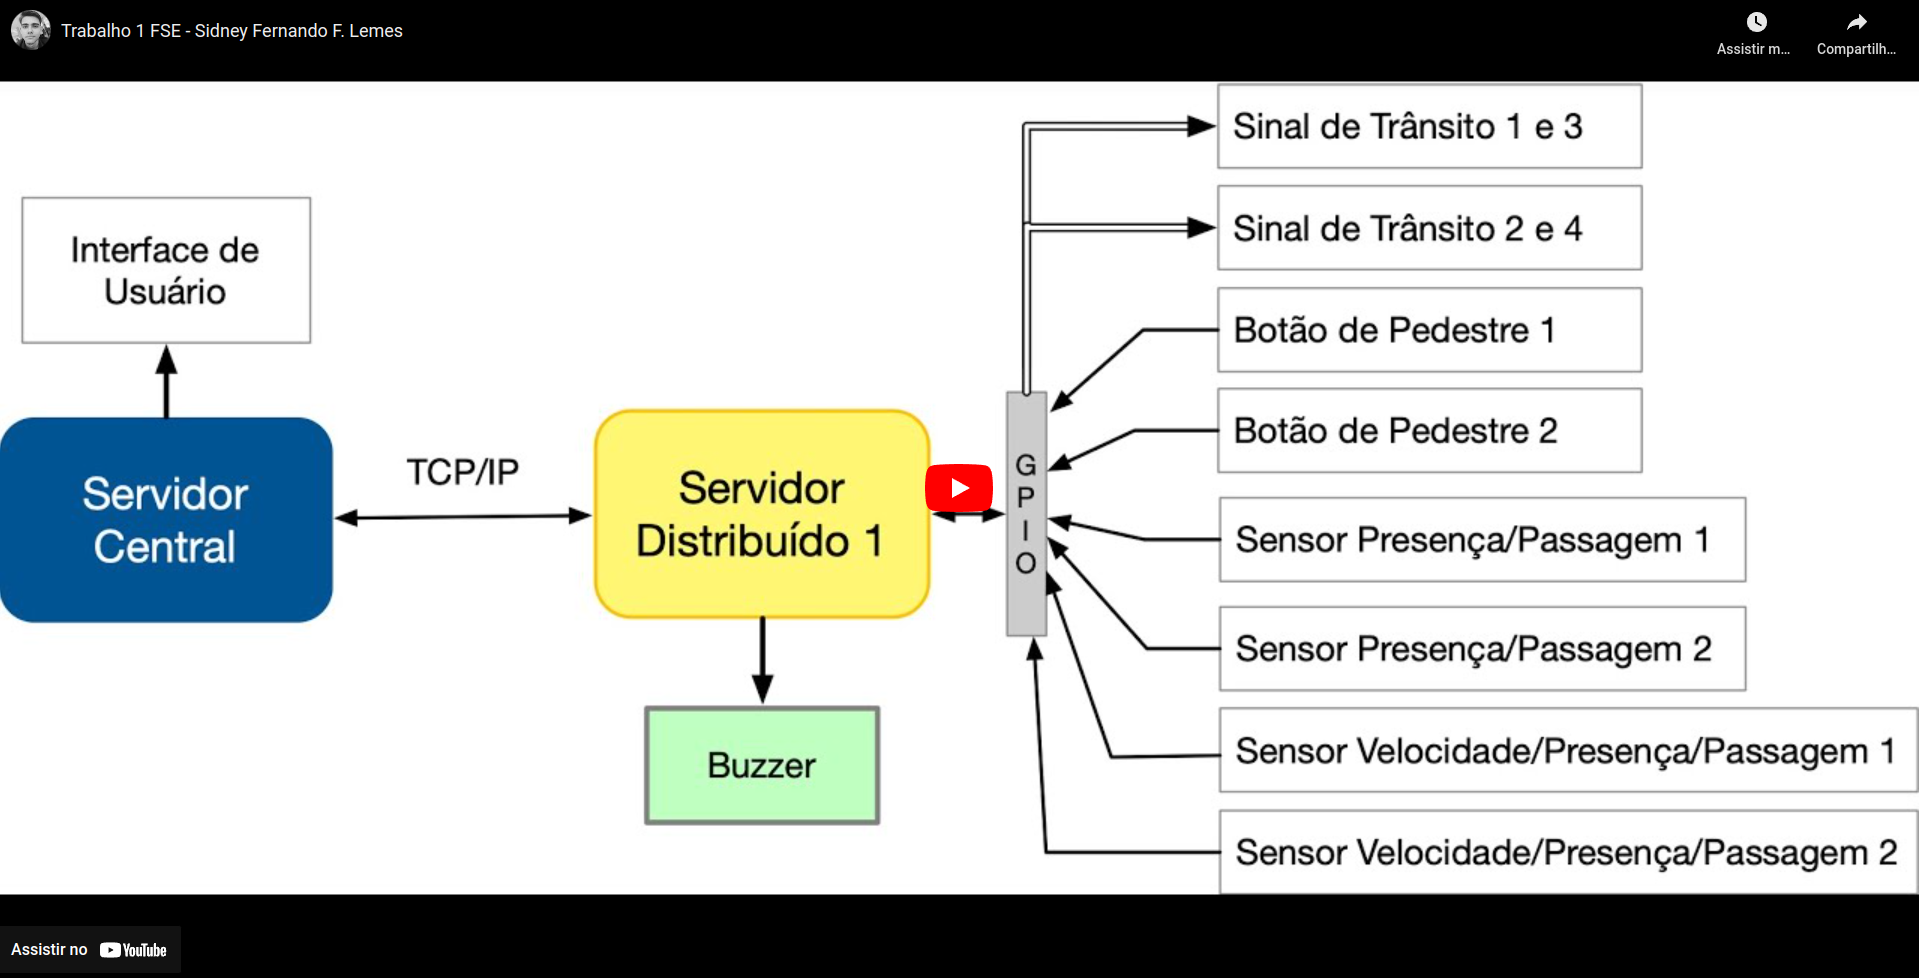 Trabalho 1 FSE - Sidney Fernando F. Lemes
Assistir m...
Compartilh...
Interface de
Usuário
Servidor
Central
TCP/IP
Servidor
Distribuído 1
Buzzer
G
P
I
O
Sinal de Trânsito 1 e 3
Sinal de Trânsito 2 e 4
Botão de Pedestre 1
Botão de Pedestre 2
Sensor Presença/Passagem 1
Sensor Presença/Passagem 2
Sensor Velocidade/Presença/Passagem 1
Sensor Velocidade/Presença/Passagem 2
Assistir no YouTube